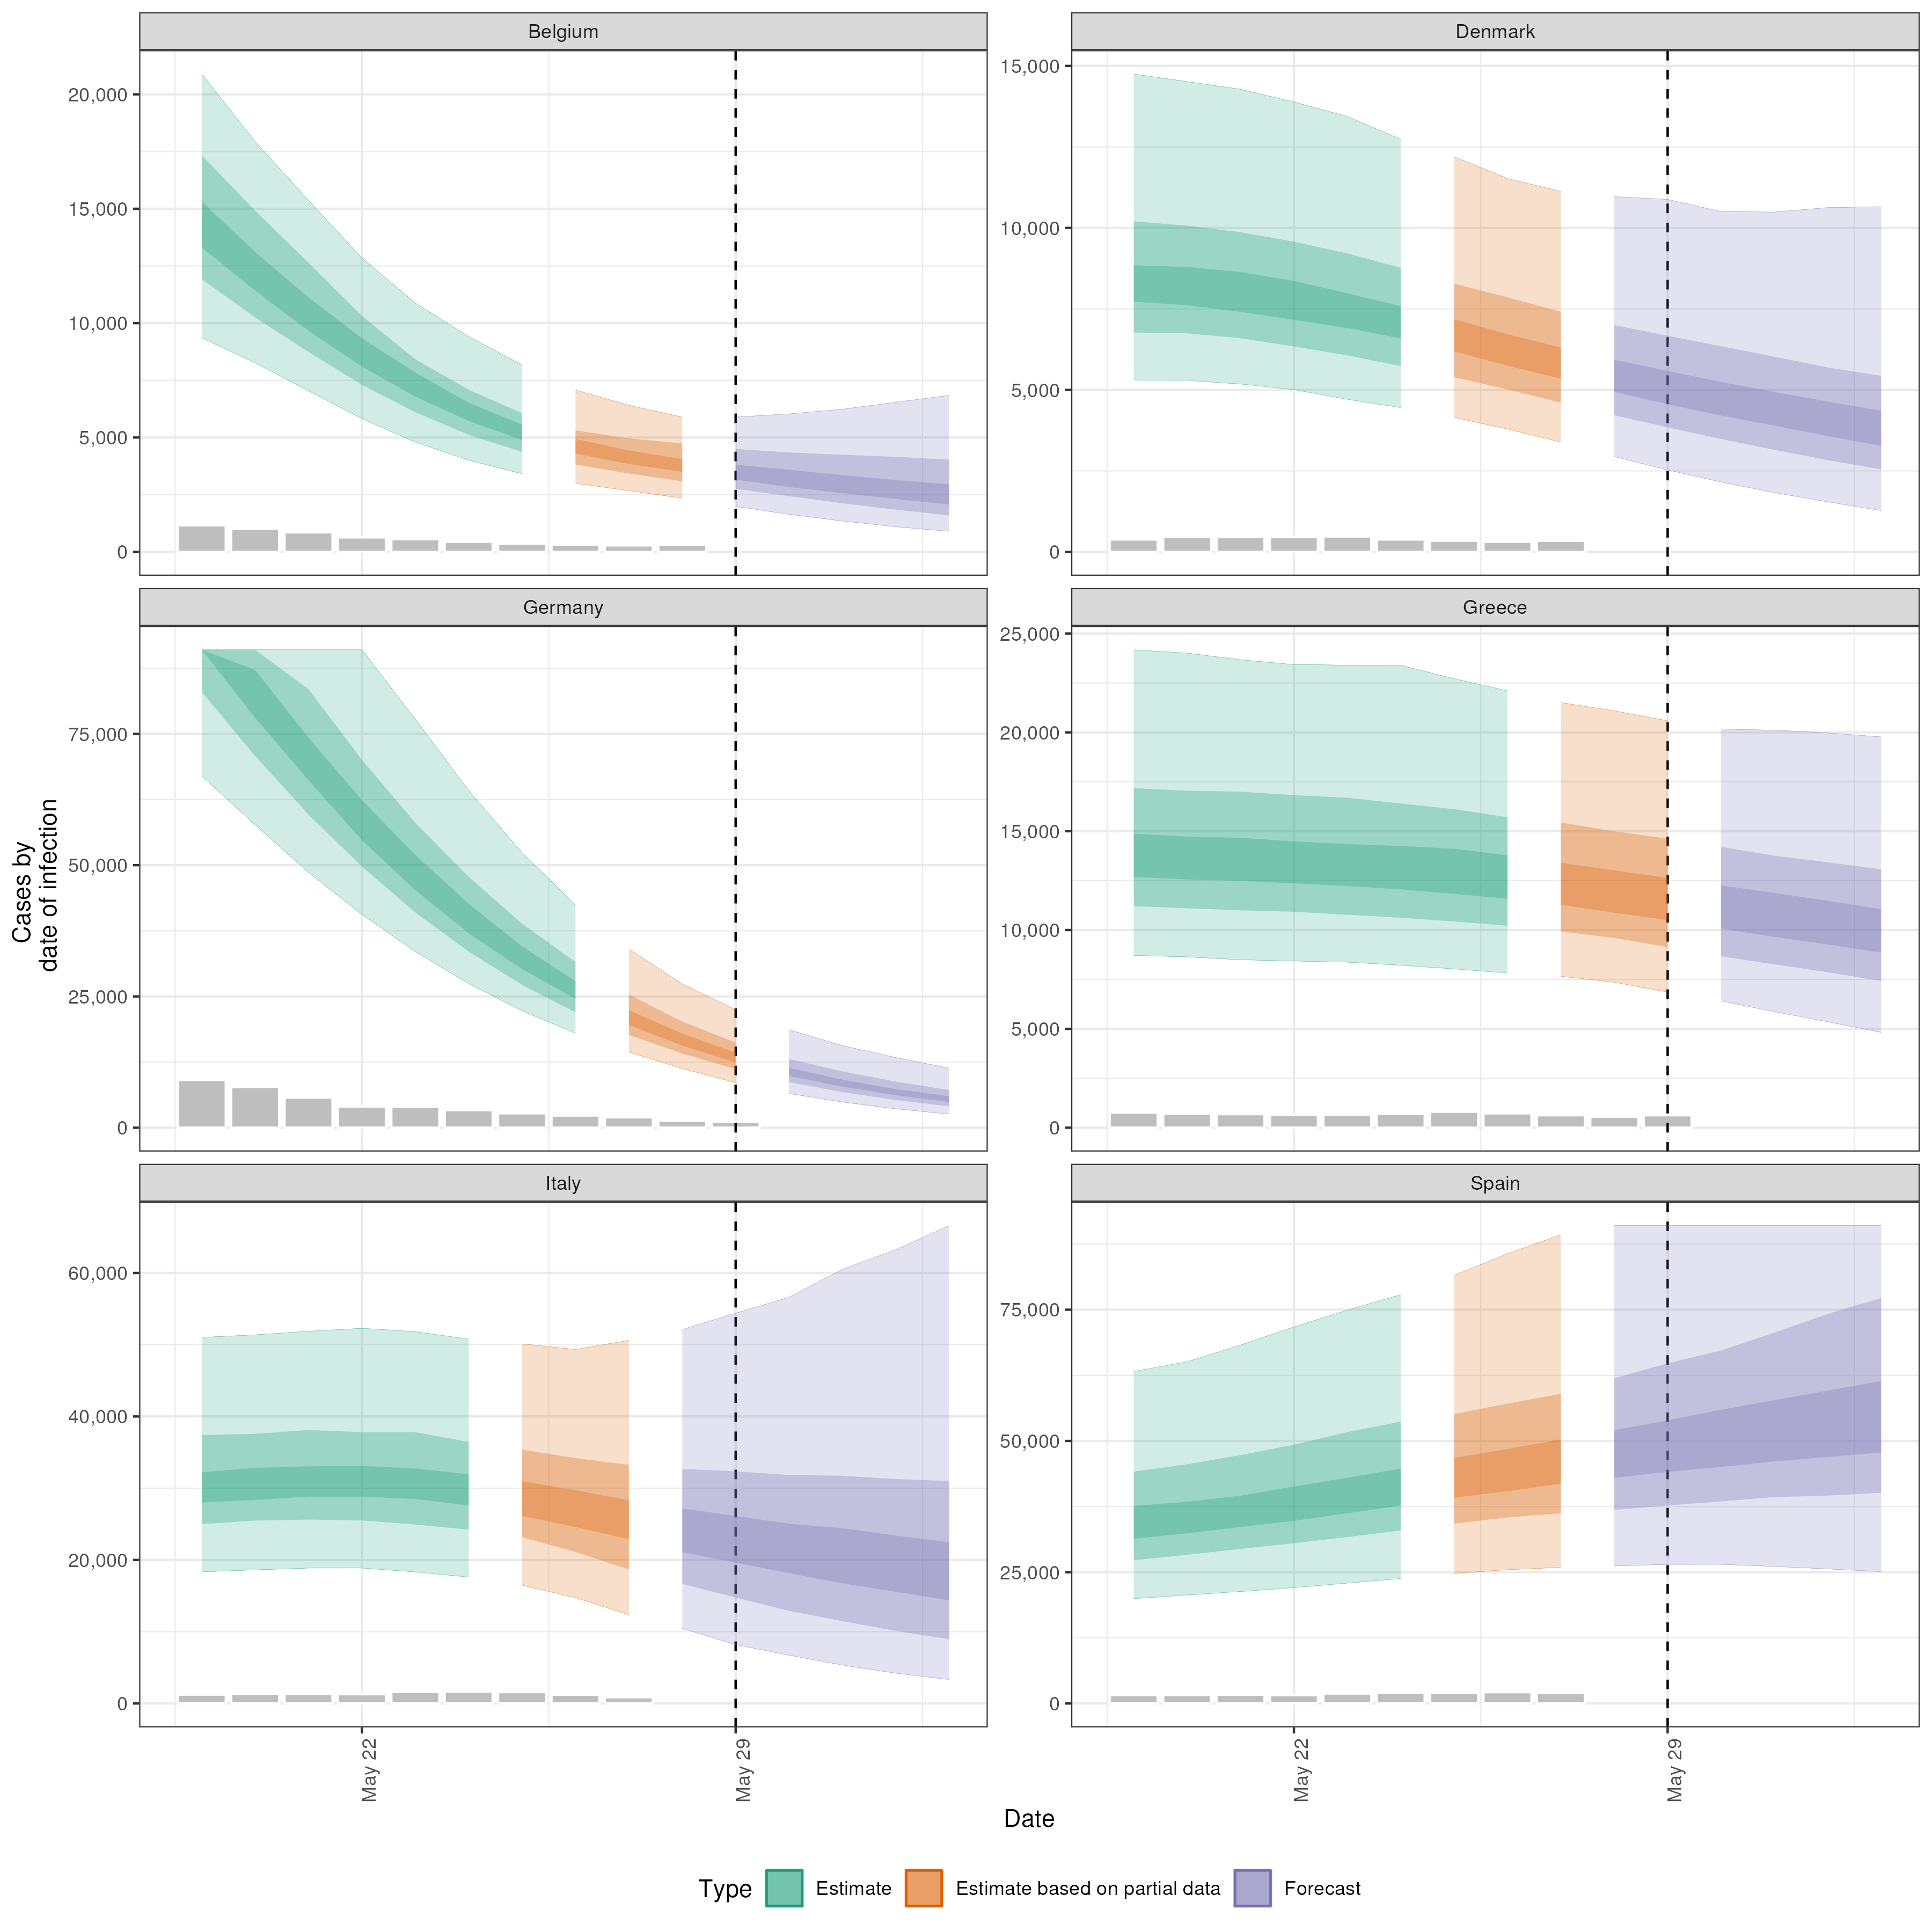 Belgium
Denmark
20,000
15,000
10,000
5,000
0
15,000
10,000
5,000
0
Germany
Greece
75,000
50,000
25,000
0
25,000
20,000
15,000
10,000
5,000
0
Italy
Spain
60,000
40,000
20,000
0
75,000
50,000
25,000
0
Cases by
date of infection
May 22
May 29
May 22
May 29
Date
Type
Estimate
Estimate based on partial data
Forecast